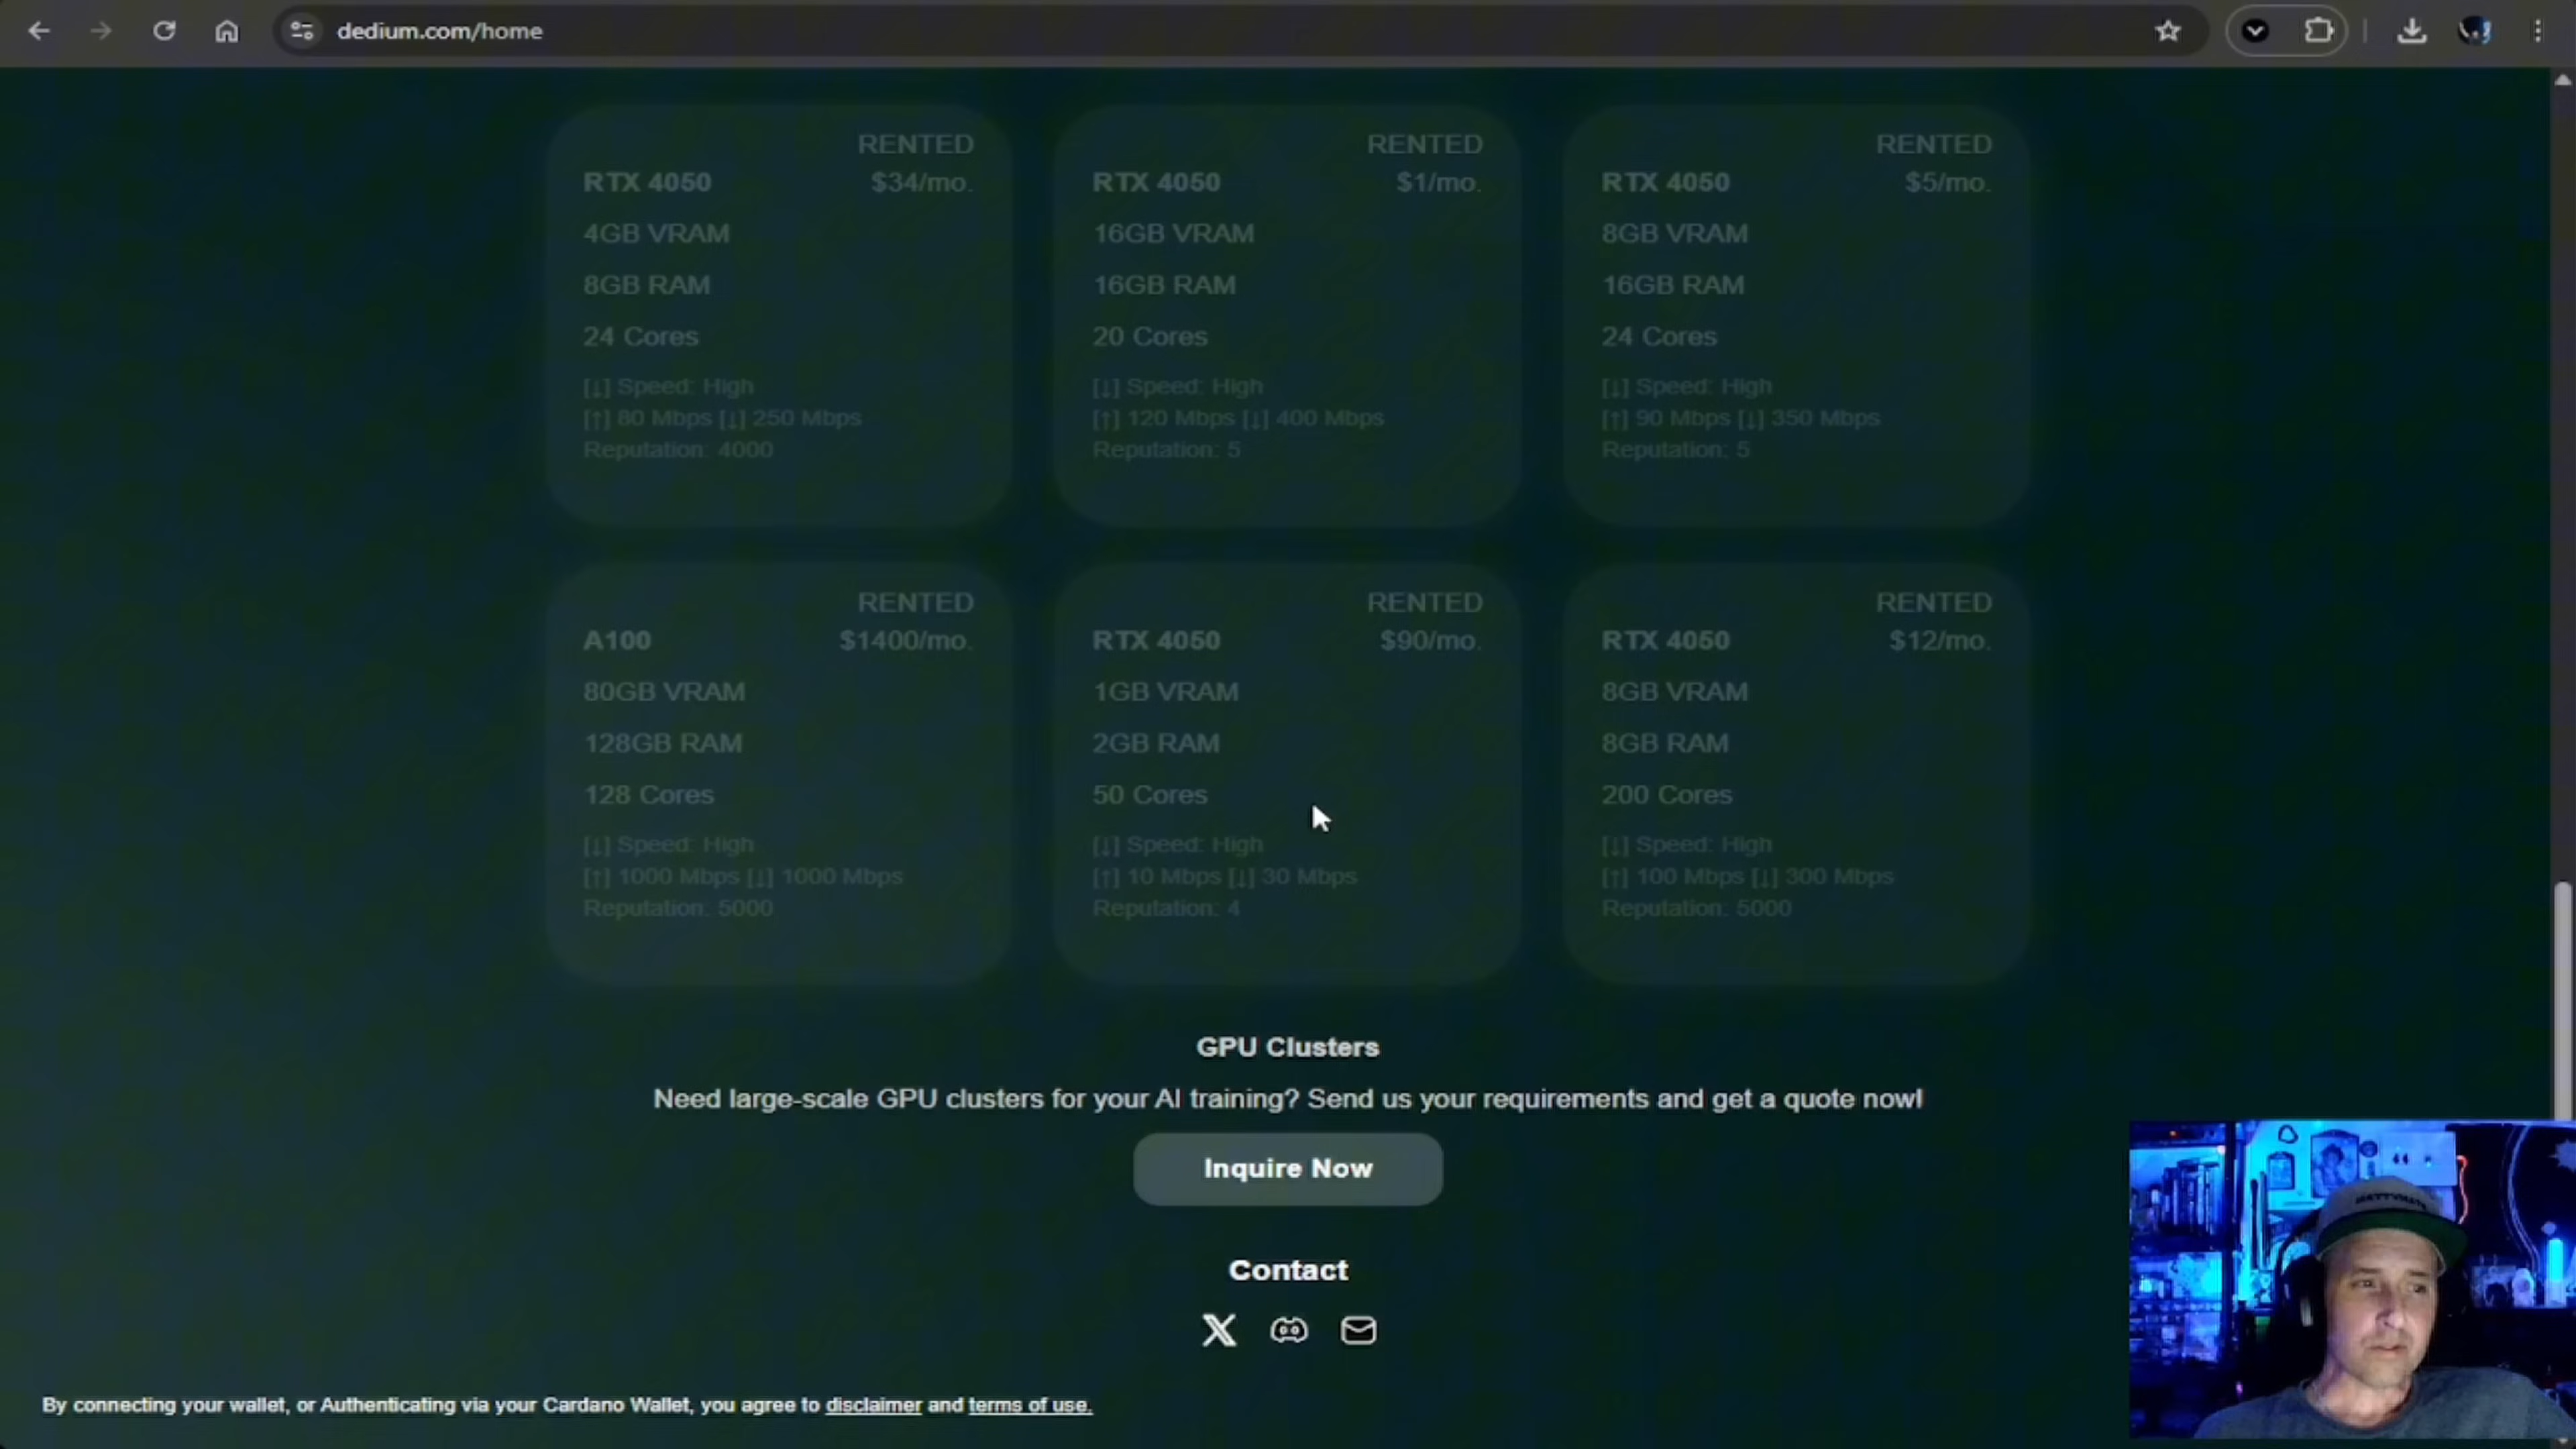 dedium.com/home
RENTED
RTX 4050 $34/mo.
4GB VRAM
8GB RAM
24 Cores
[↓] Speed: High
[↑] 80 Mbps [↓] 250 Mbps
Reputation: 4000
RENTED
RTX 4050 $1/mo.
16GB VRAM
16GB RAM
20 Cores
[↓] Speed: High
[↑] 120 Mbps [↓] 400 Mbps
Reputation: 5
RENTED
RTX 4050 $5/mo.
8GB VRAM
16GB RAM
24 Cores
[↓] Speed: High
[↑] 90 Mbps [↓] 350 Mbps
Reputation: 5
RENTED
A100 $1400/mo.
80GB VRAM
128GB RAM
128 Cores
[↓] Speed: High
[↑] 1000 Mbps [↓] 1000 Mbps
Reputation: 5000
RENTED
RTX 4050 $90/mo.
1GB VRAM
2GB RAM
50 Cores
[↓] Speed: High
[↑] 10 Mbps [↓] 30 Mbps
Reputation: 4
RENTED
RTX 4050 $12/mo.
8GB VRAM
8GB RAM
200 Cores
[↓] Speed: High
[↑] 100 Mbps [↓] 300 Mbps
Reputation: 5000
GPU Clusters
Need large-scale GPU clusters for your AI training? Send us your requirements and get a quote now!
Inquire Now
Contact
By connecting your wallet, or Authenticating via your Cardano Wallet, you agree to disclaimer and terms of use.